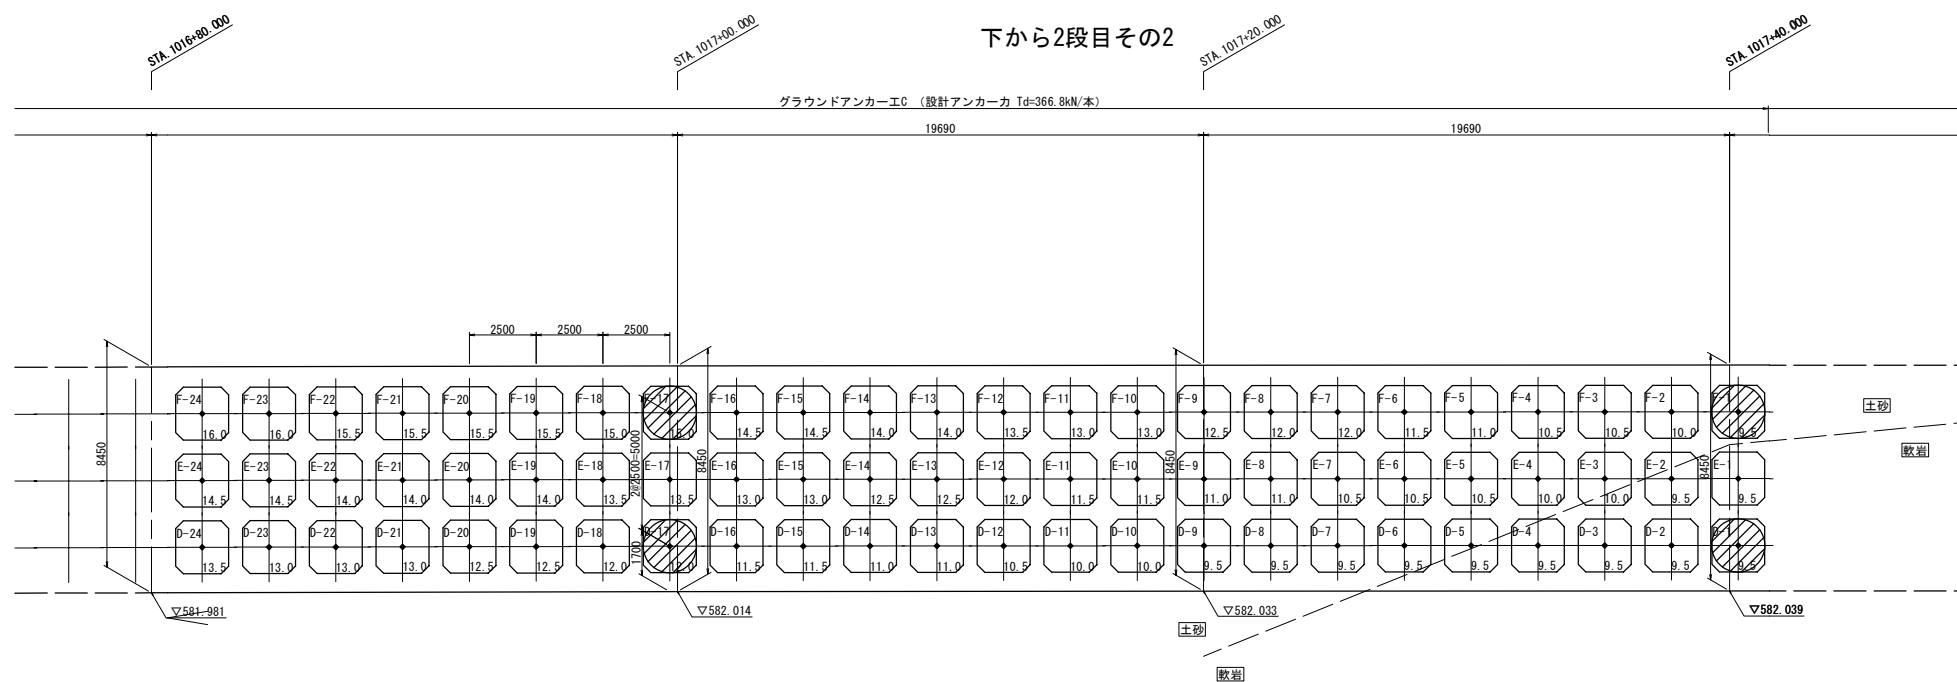 STA.1016+80.000
STA.1017+00.000
下から2段目その2
STA.1017+20.000
STA.1017+40.000
グラウンドアンカー工C (設計アンカー力 Td=366.8kN/本)
19690 19690
2500 2500 2500
F-24 F-23 F-22 F-21 F-20 F-19 F-18 F-17 F-16 F-15 F-14 F-13 F-12 F-11 F-10 F-9 F-8 F-7 F-6 F-5 F-4 F-3 F-2 F-1
土砂
16.0 16.0 15.5 15.5 15.5 15.5 15.0 15.0 14.5 14.5 14.0 14.0 13.5 13.0 13.0 12.5 12.5 12.0 11.5 11.5 10.5 10.5 10.0 9.5
軟岩
8450 2@2500=5000 8450 8450 8450
E-24 E-23 E-22 E-21 E-20 E-19 E-18 E-17 E-16 E-15 E-14 E-13 E-12 E-11 E-10 E-9 E-8 E-7 E-6 E-5 E-4 E-3 E-2 E-1
14.5 14.5 14.0 14.0 14.0 14.0 13.5 13.5 13.0 13.0 12.5 12.5 12.0 11.5 11.5 11.0 11.0 10.5 10.5 10.5 10.0 10.0 9.5 9.5
D-24 D-23 D-22 D-21 D-20 D-19 D-18 D-17 D-16 D-15 D-14 D-13 D-12 D-11 D-10 D-9 D-8 D-7 D-6 D-5 D-4 D-3 D-2 D-1
1700
13.5 13.0 13.0 13.0 12.5 12.5 12.0 12.0 11.5 11.5 11.0 11.0 10.5 10.0 10.0 9.5 9.5 9.5 9.5 9.5 9.5 9.5 9.5 9.5
▽581.981 ▽582.014 ▽582.033 ▽582.039
土砂
軟岩